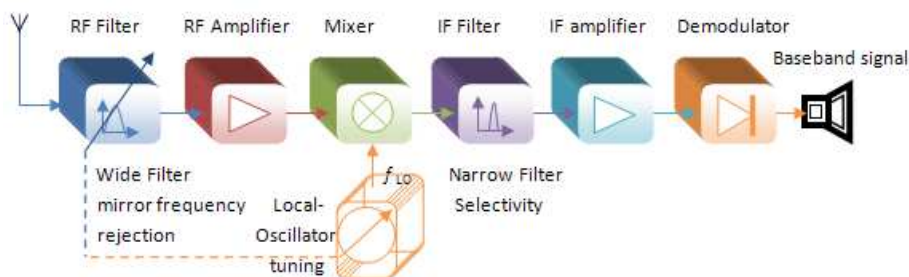 RF Filter
RF Amplifier
Mixer
IF Filter
IF amplifier
Demodulator
Baseband signal
f LO
Wide Filter
mirror frequency
rejection
Local-
Oscillator
tuning
Narrow Filter
Selectivity